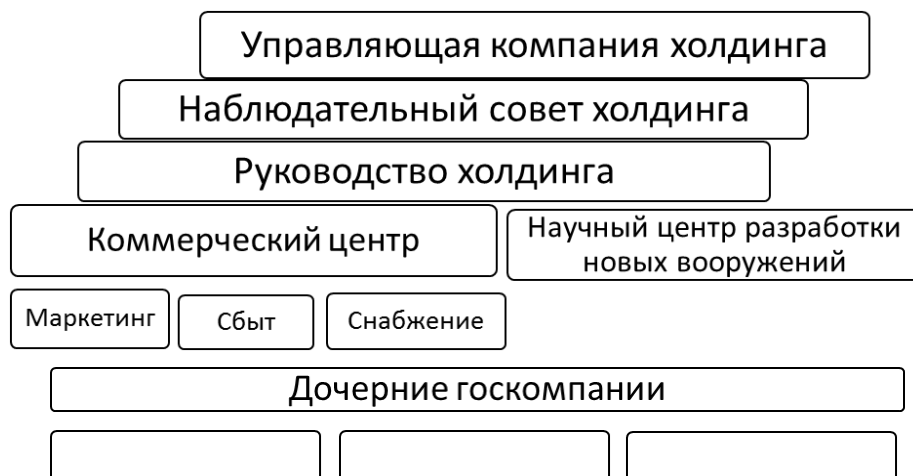 Управляющая компания холдинга
Наблюдательный совет холдинга
Руководство холдинга
Коммерческий центр
Научный центр разработки
новых вооружений
Маркетинг
Сбыт
Снабжение
Дочерние госкомпании